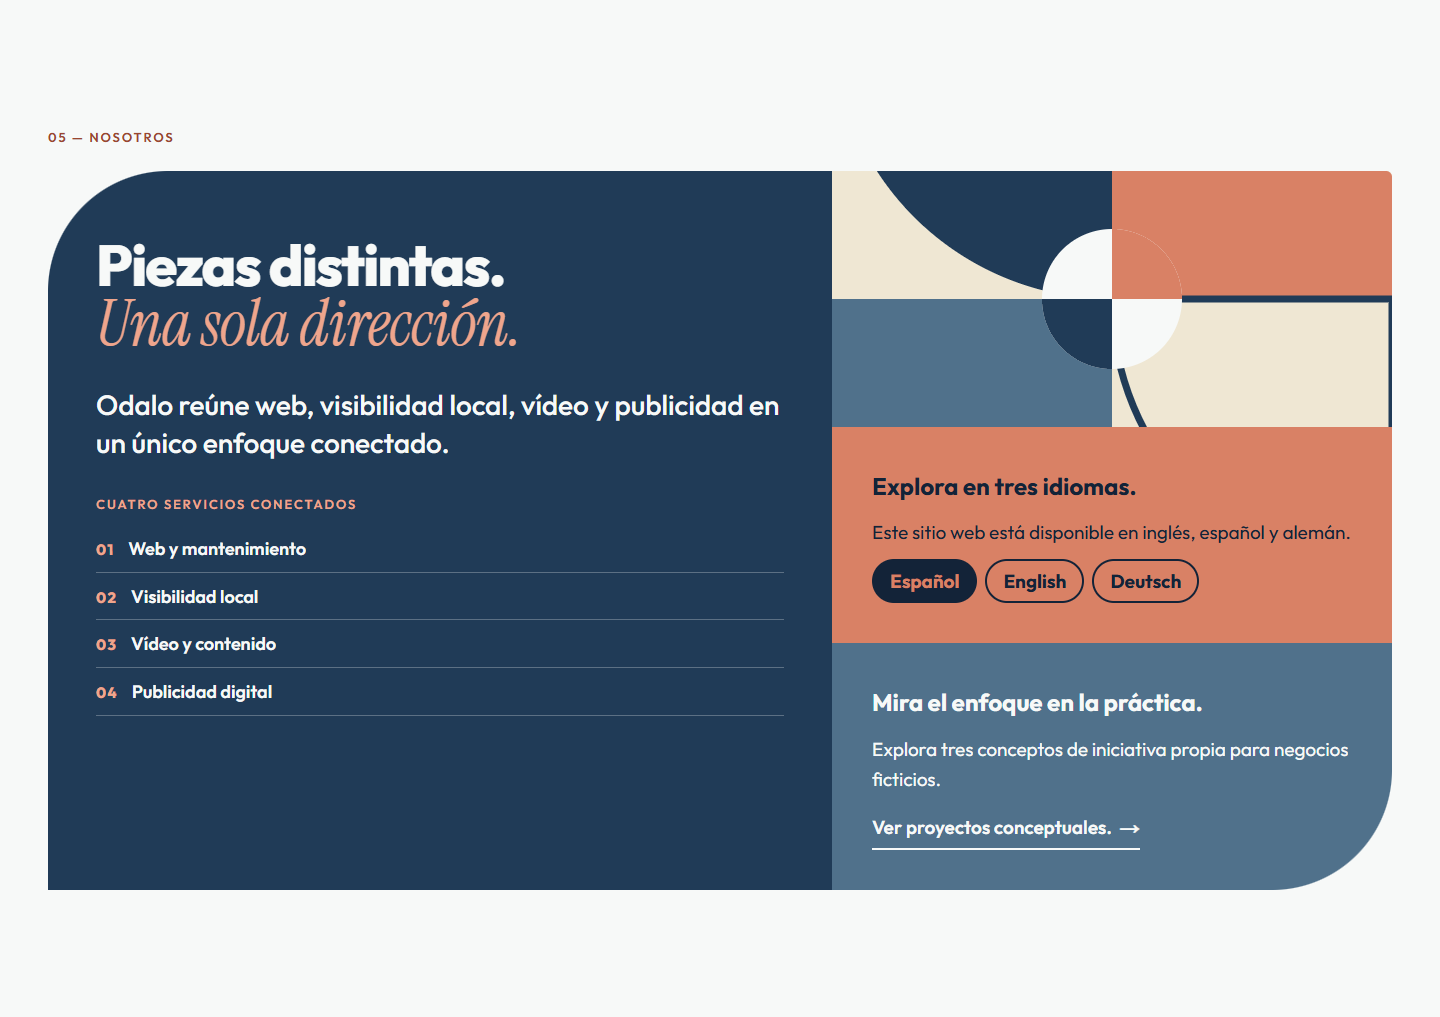 05 — NOSOTROS
Piezas distintas.
Una sola dirección.
Odalo reúne web, visibilidad local, vídeo y publicidad en
un único enfoque conectado.
CUATRO SERVICIOS CONECTADOS
01 Web y mantenimiento
02 Visibilidad local
03 Vídeo y contenido
04 Publicidad digital
Explora en tres idiomas.
Este sitio web está disponible en inglés, español y alemán.
Español English Deutsch
Mira el enfoque en la práctica.
Explora tres conceptos de iniciativa propia para negocios
ficticios.
Ver proyectos conceptuales. →